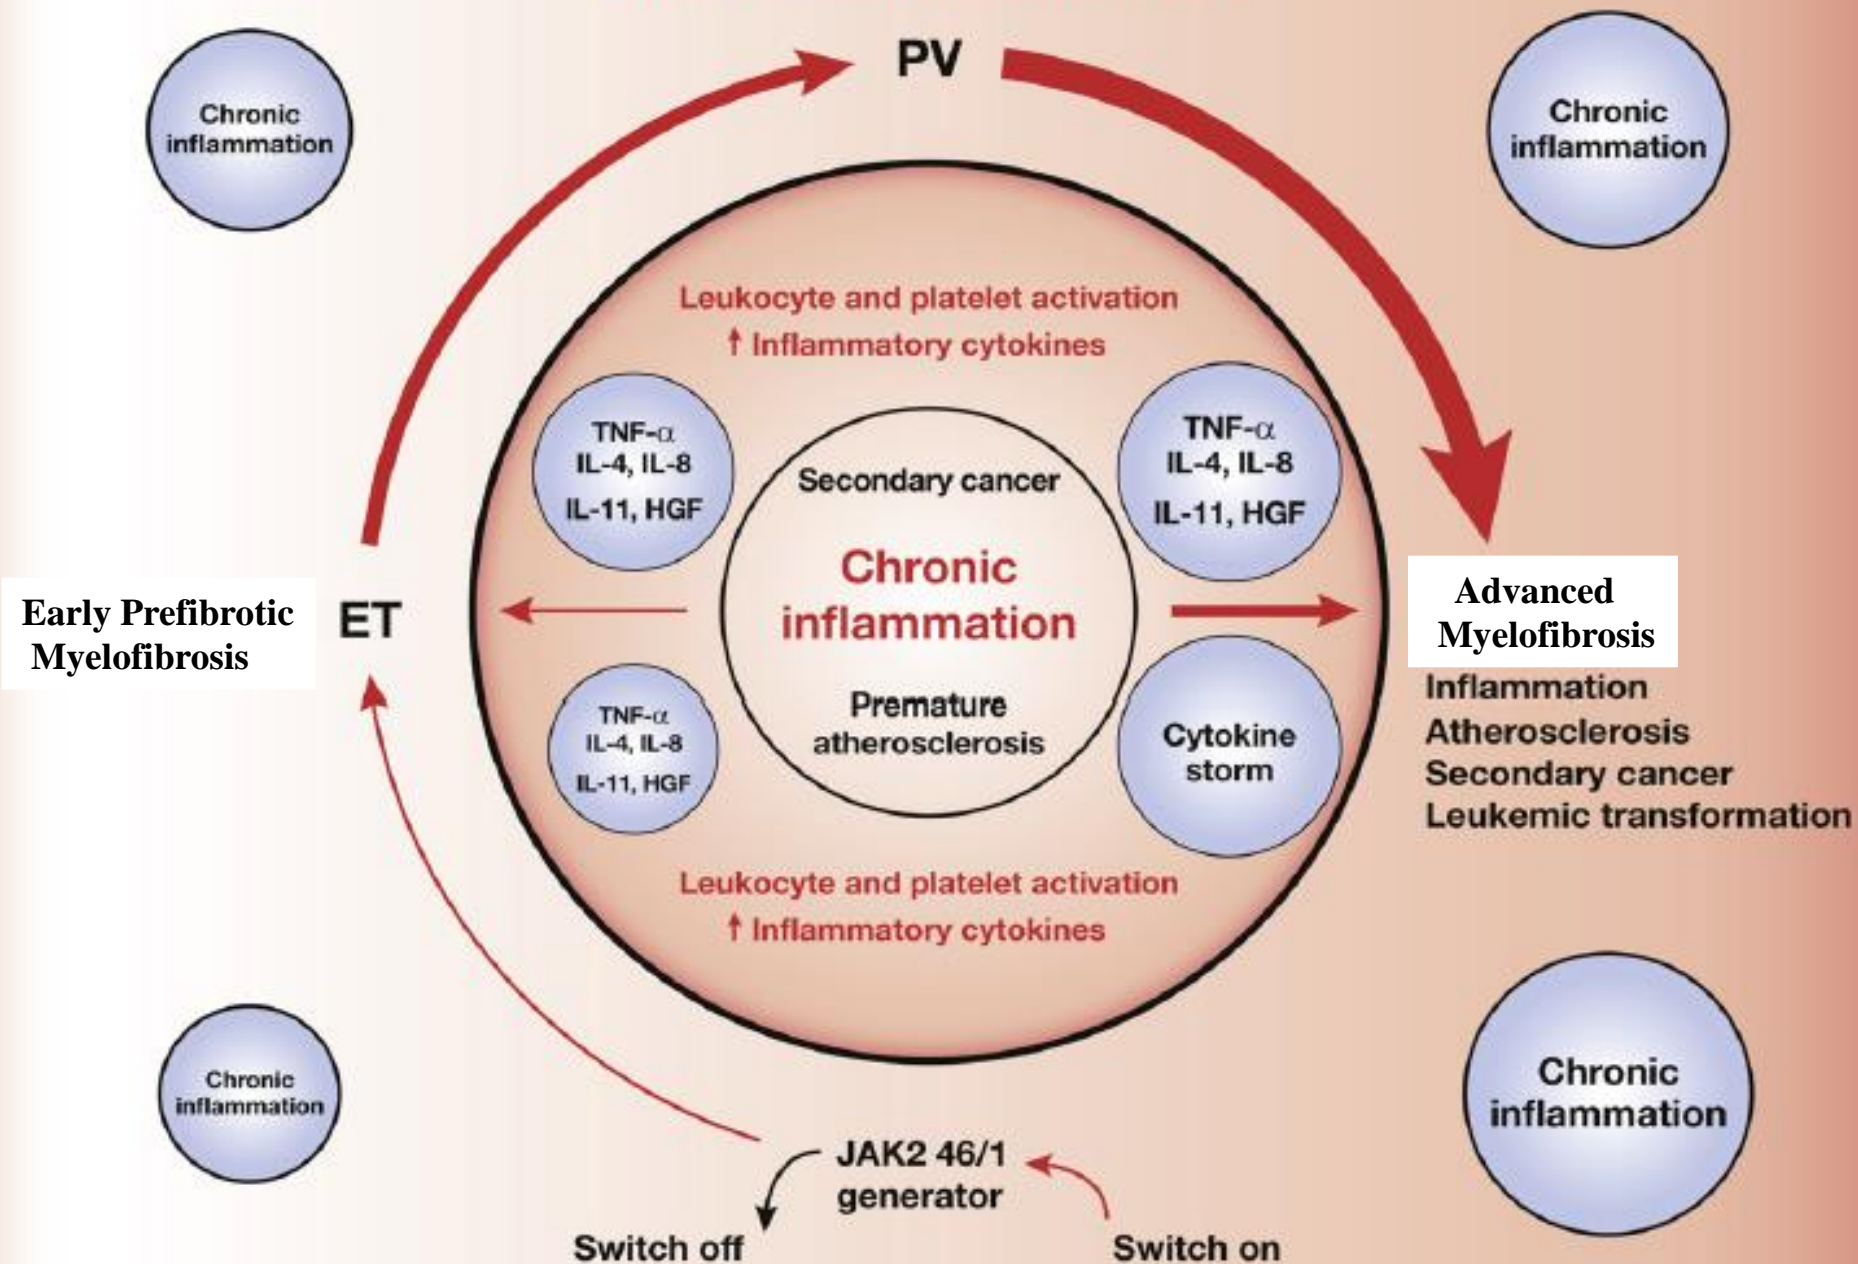 PV
Chronic
inflammation
Chronic
inflammation
Leukocyte and platelet activation
↑ Inflammatory cytokines
TNF-α
IL-4, IL-8
IL-11, HGF
TNF-α
IL-4, IL-8
IL-11, HGF
Secondary cancer
Chronic
inflammation
Premature
atherosclerosis
Early Prefibrotic
Myelofibrosis
ET
Advanced
Myelofibrosis
Inflammation
Atherosclerosis
Secondary cancer
Leukemic transformation
TNF-α
IL-4, IL-8
IL-11, HGF
Cytokine
storm
Leukocyte and platelet activation
↑ Inflammatory cytokines
Chronic
inflammation
Chronic
inflammation
JAK2 46/1
generator
Switch off
Switch on